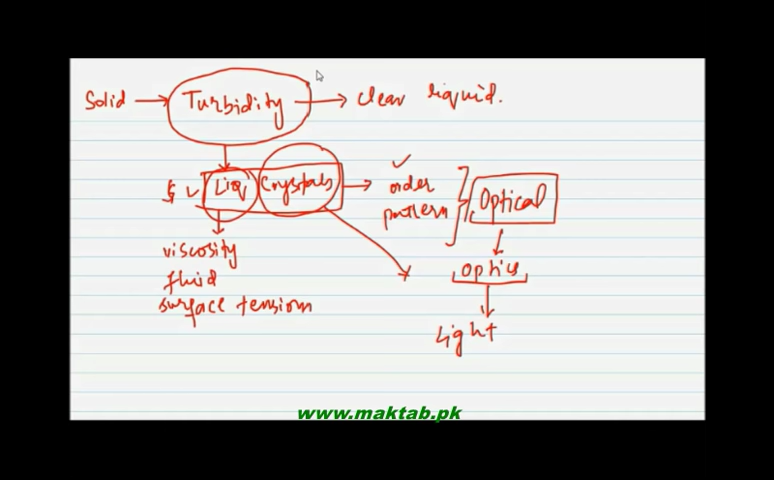 Solid → Turbidity → clear liquid.
Liq Crystals → order
pattern
Optical
viscosity
fluid
surface tension
optics
light
www.maktab.pk